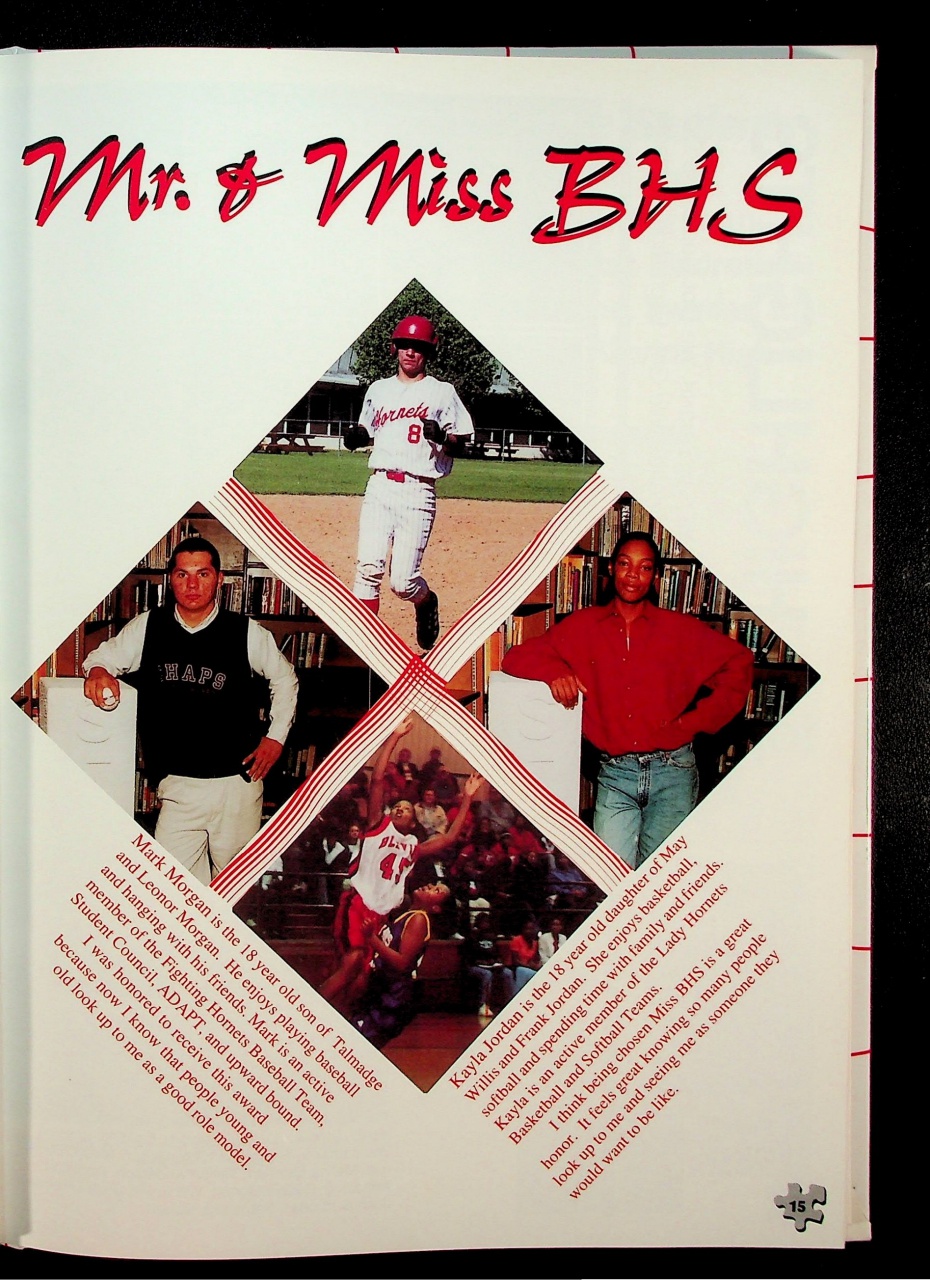 Mr. & Miss BHS
Hornets
8
CHAPS
Mark Morgan is the 18 year old son of Talmadge
and Leonor Morgan. He enjoys playing baseball
and hanging with his friends. Mark is an active
member of the Fighting Hornets Baseball Team,
Student Council ADAPT, and upward bound.
I was honored to receive this award
because now I know that people young and
old look up to me as a good role model.
Kayla Jordan is the 18 year old daughter of May
Willis and Frank Jordan. She enjoys basketball,
softball and spending time with family and friends.
Kayla is an active member of the Lady Hornets
Basketball and Softball Teams.
I think being chosen Miss BHS is a great
honor. It feels great knowing so many people
look up to me and seeing me as someone they
would want to be like.
15